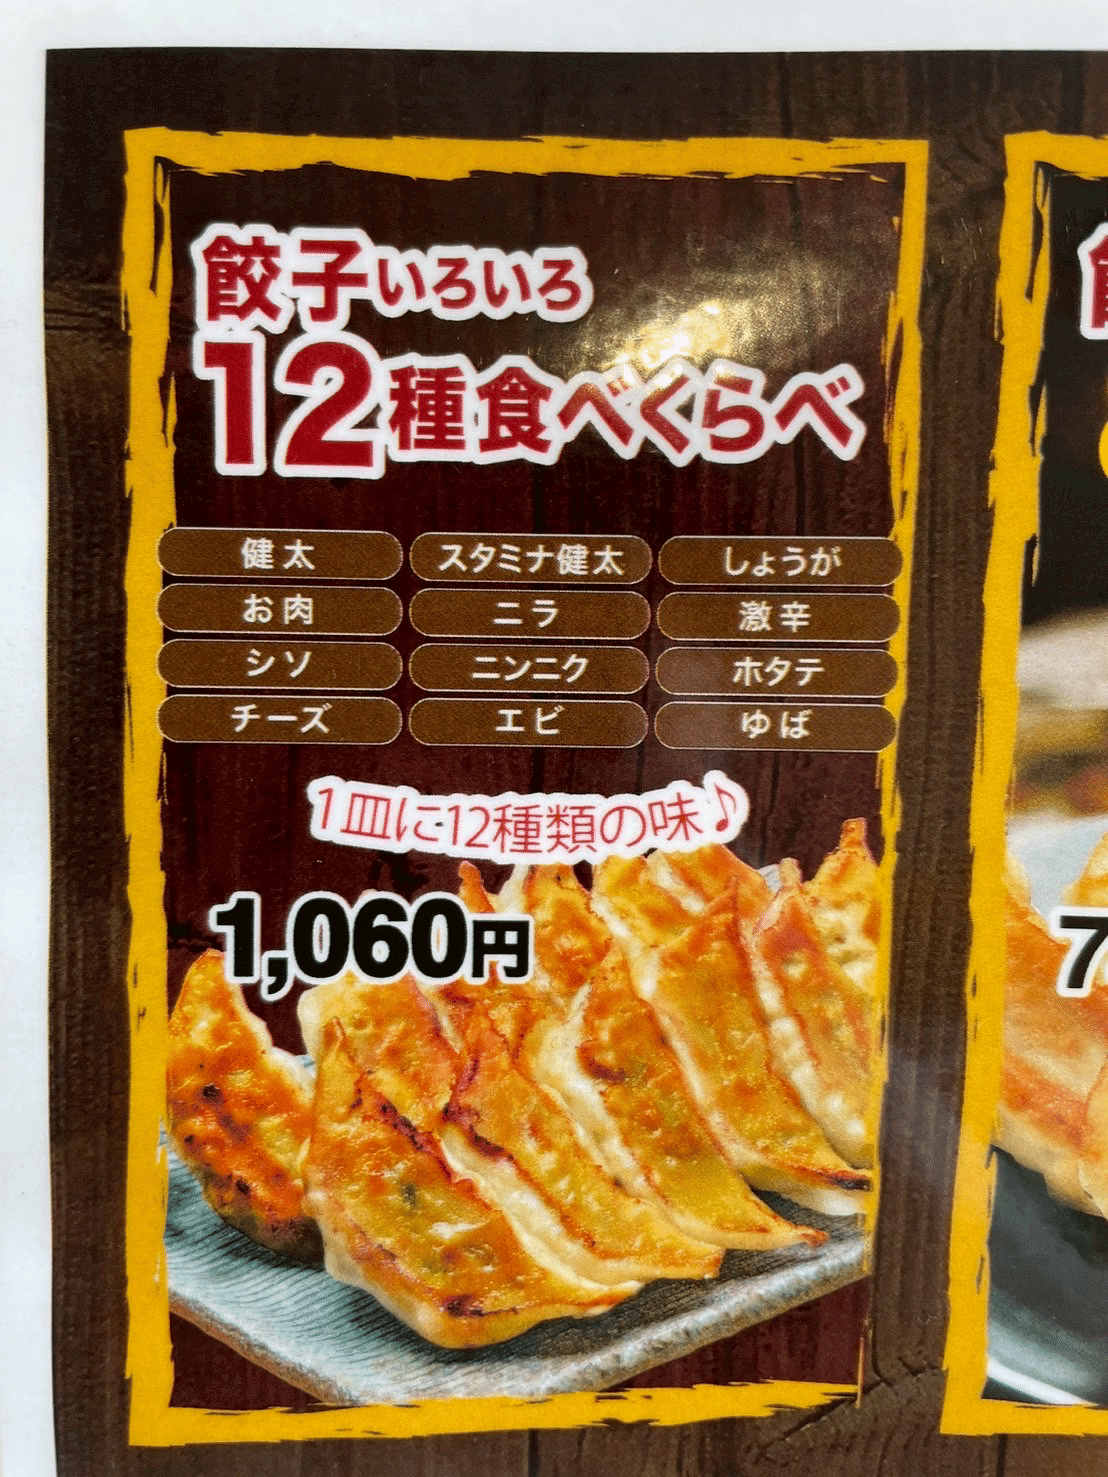 餃子いろいろ
12種食べくらべ
健太 スタミナ健太 しょうが
お肉 ニラ 激辛
シソ ニンニク ホタテ
チーズ エビ ゆば
1皿に12種類の味♪
1,060円
7